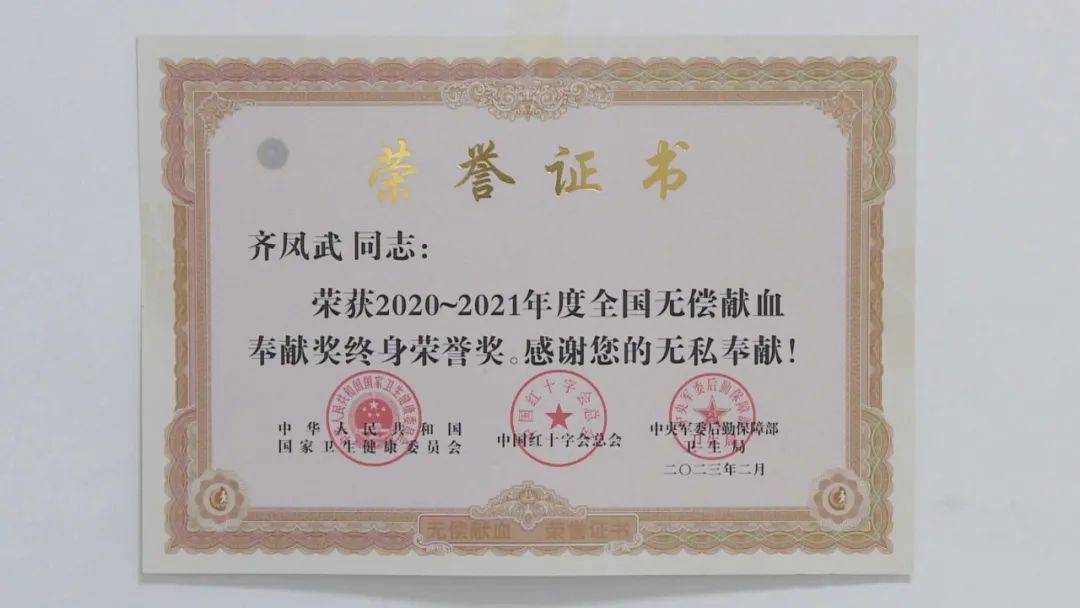 荣誉证书
齐凤武 同志：
荣获2020~2021年度全国无偿献血
奉献奖终身荣誉奖。感谢您的无私奉献！
中华人民共和国
国家卫生健康委员会
中国红十字会总会
中央军委后勤保障部
卫生局
二〇二三年二月
无偿献血 荣誉证书